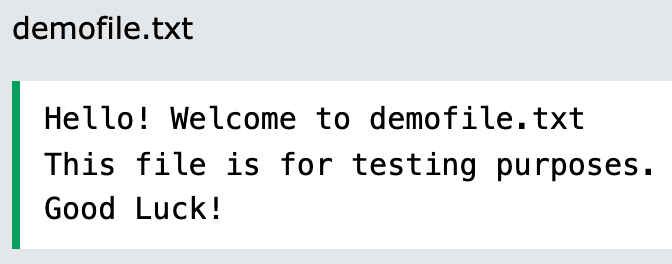 demofile.txt
Hello! Welcome to demofile.txt
This file is for testing purposes.
Good Luck!